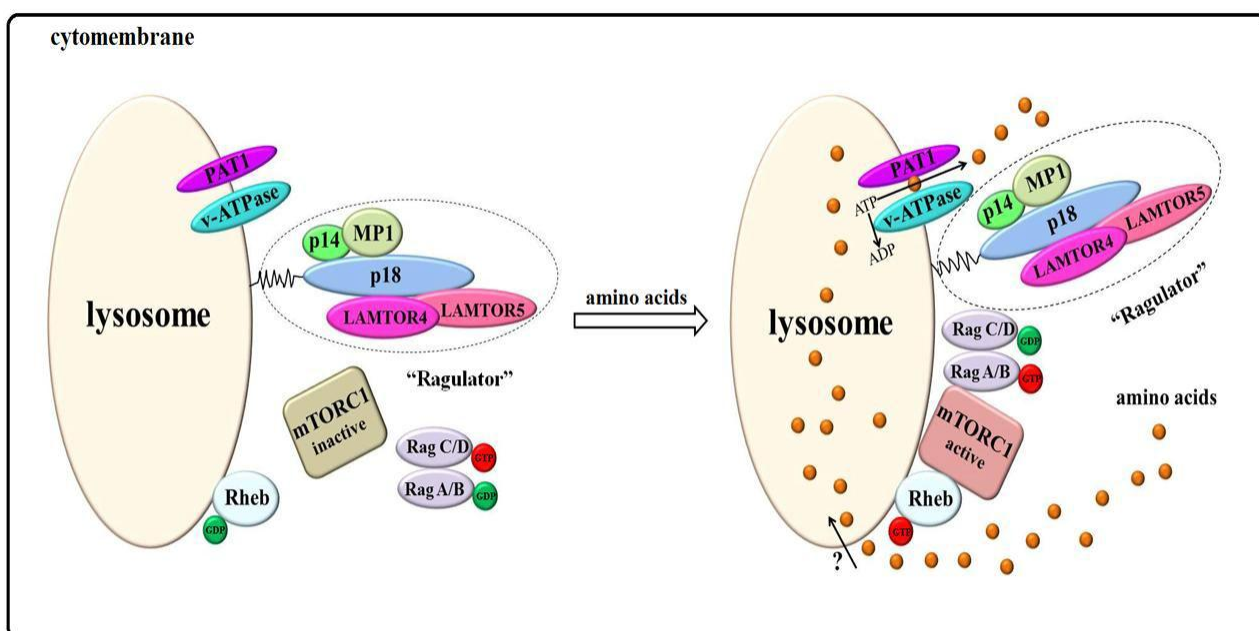 cytomembrane
PAT1
v-ATPase
p14
MP1
p18
LAMTOR4
LAMTOR5
lysosome
“Ragulator”
mTORC1
inactive
Rag C/D
GTP
Rag A/B
GDP
Rheb
GDP
amino acids
PAT1
ATP
v-ATPase
ADP
p14
MP1
p18
LAMTOR5
LAMTOR4
“Ragulator”
lysosome
Rag C/D
GDP
Rag A/B
GTP
mTORC1
active
amino acids
Rheb
GTP
?